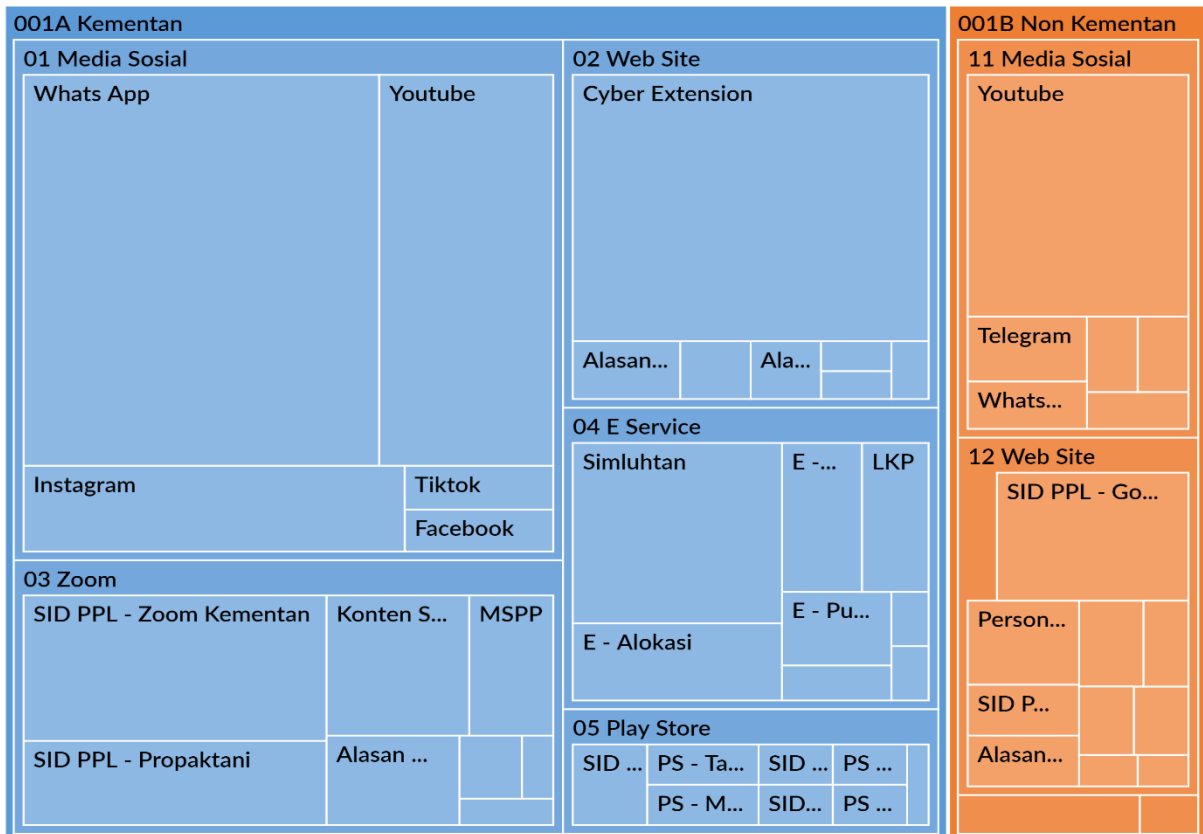 001A Kementan
01 Media Sosial
Whats App
Youtube
Instagram
Tiktok
Facebook
02 Web Site
Cyber Extension
Alasan...
Ala...
03 Zoom
SID PPL - Zoom Kementan
Konten S...
MSPP
SID PPL - Propaktani
Alasan ...
04 E Service
Simluhtan
E -...
LKP
E - Alokasi
E - Pu...
05 Play Store
SID ...
PS - Ta...
SID ...
PS ...
PS - M...
SID...
PS ...
001B Non Kementan
11 Media Sosial
Youtube
Telegram
Whats...
12 Web Site
SID PPL - Go...
Person...
SID P...
Alasan...